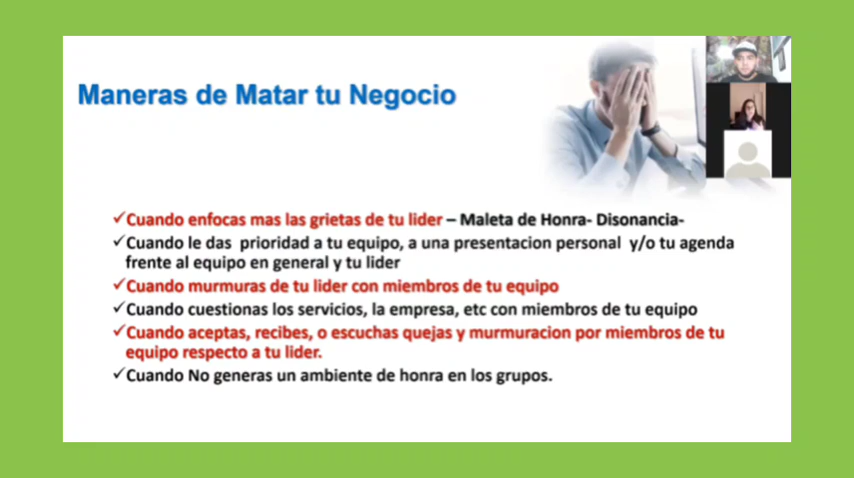 Maneras de Matar tu Negocio
✓Cuando enfocas mas las grietas de tu lider – Maleta de Honra- Disonancia-
✓Cuando le das prioridad a tu equipo, a una presentacion personal y/o tu agenda
frente al equipo en general y tu lider
✓Cuando murmuras de tu lider con miembros de tu equipo
✓Cuando cuestionas los servicios, la empresa, etc con miembros de tu equipo
✓Cuando aceptas, recibes, o escuchas quejas y murmuracion por miembros de tu
equipo respecto a tu lider.
✓Cuando No generas un ambiente de honra en los grupos.